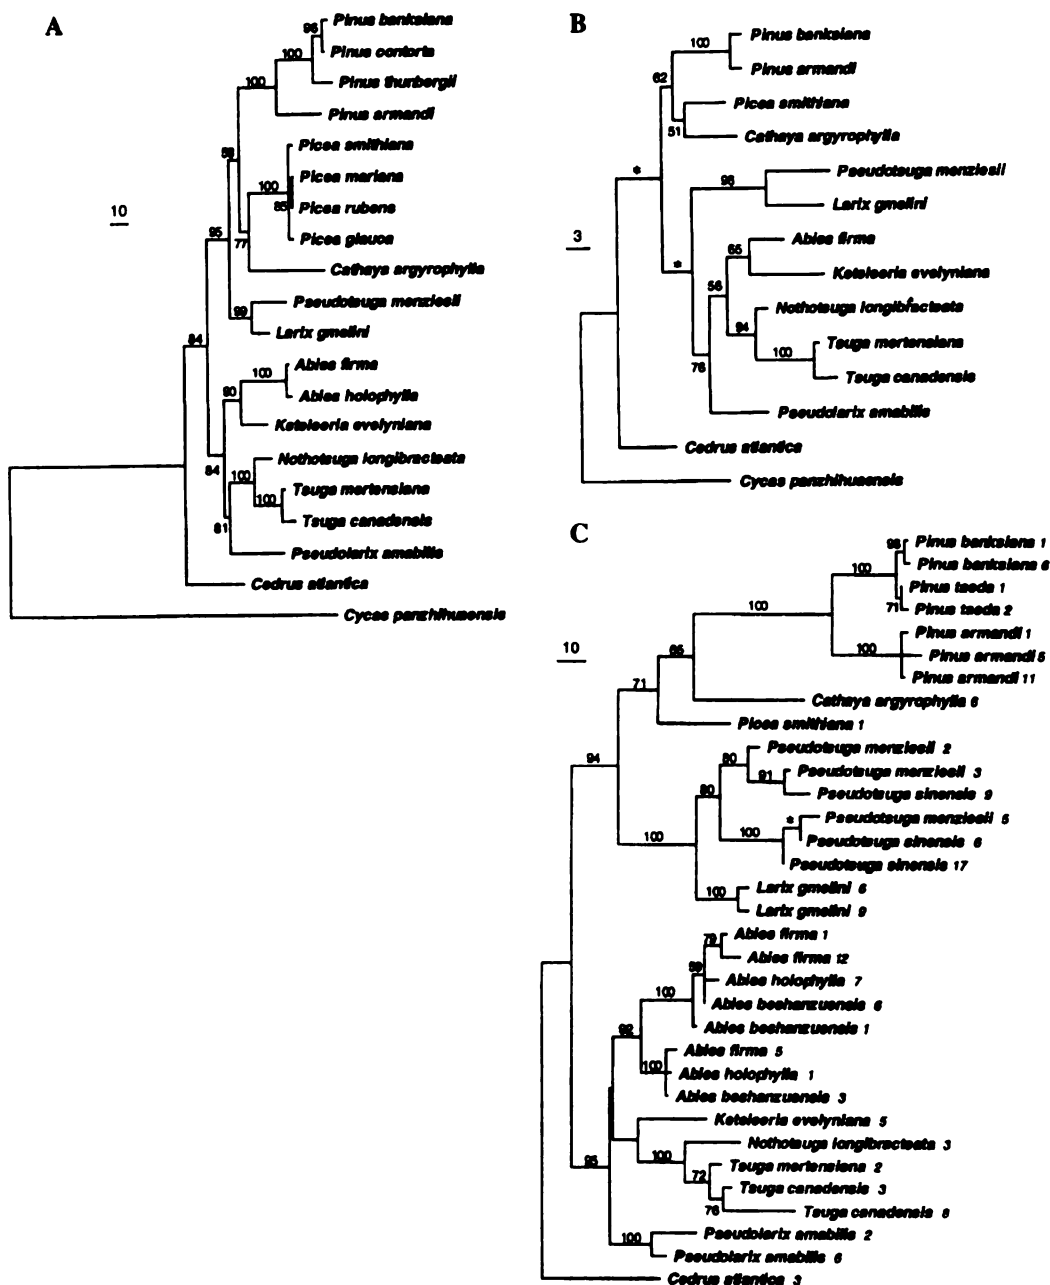 A
96
Pinus banksiana
100
Pinus contorta
100
Pinus thunbergii
Pinus armandi
Picea smithiana
100
Picea mariana
85
Picea rubens
Picea glauca
10
95
77
Cathaya argyrophylla
99
Pseudotsuga menziesii
Larix gmelini
84
100
Abies firma
90
Abies holophylla
Keteleeria evelyniana
84
100
Nothotsuga longibracteata
100
Tsuga mertensiana
81
Tsuga canadensis
Pseudolarix amabilis
Cedrus atlantica
Cycas panzhihuaensis
B
100
Pinus banksiana
Pinus armandi
62
Picea smithiana
51
Cathaya argyrophylla
*
98
Pseudotsuga menziesii
Larix gmelini
3
*
65
Abies firma
Keteleeria evelyniana
56
94
Nothotsuga longibracteata
100
Tsuga mertensiana
76
Tsuga canadensis
Pseudolarix amabilis
Cedrus atlantica
Cycas panzhihuaensis
C
98
Pinus banksiana 1
100
Pinus banksiana 6
Pinus taeda 1
71
Pinus taeda 2
100
Pinus armandi 1
100
Pinus armandi 5
Pinus armandi 11
10
65
71
Cathaya argyrophylla 6
Picea smithiana 1
94
80
Pseudotsuga menziesii 2
91
Pseudotsuga menziesii 3
Pseudotsuga sinensis 9
80
*
Pseudotsuga menziesii 5
100
Pseudotsuga sinensis 6
Pseudotsuga sinensis 17
100
100
Larix gmelini 6
Larix gmelini 9
79
Abies firma 1
Abies firma 12
Abies holophylla 7
100
Abies beshanzuensis 6
Abies beshanzuensis 1
92
Abies firma 5
100
Abies holophylla 1
Abies beshanzuensis 3
Keteleeria evelyniana 5
Nothotsuga longibracteata 3
95
100
Tsuga mertensiana 2
72
Tsuga canadensis 3
76
Tsuga canadensis 8
100
Pseudolarix amabilis 2
Pseudolarix amabilis 6
Cedrus atlantica 3